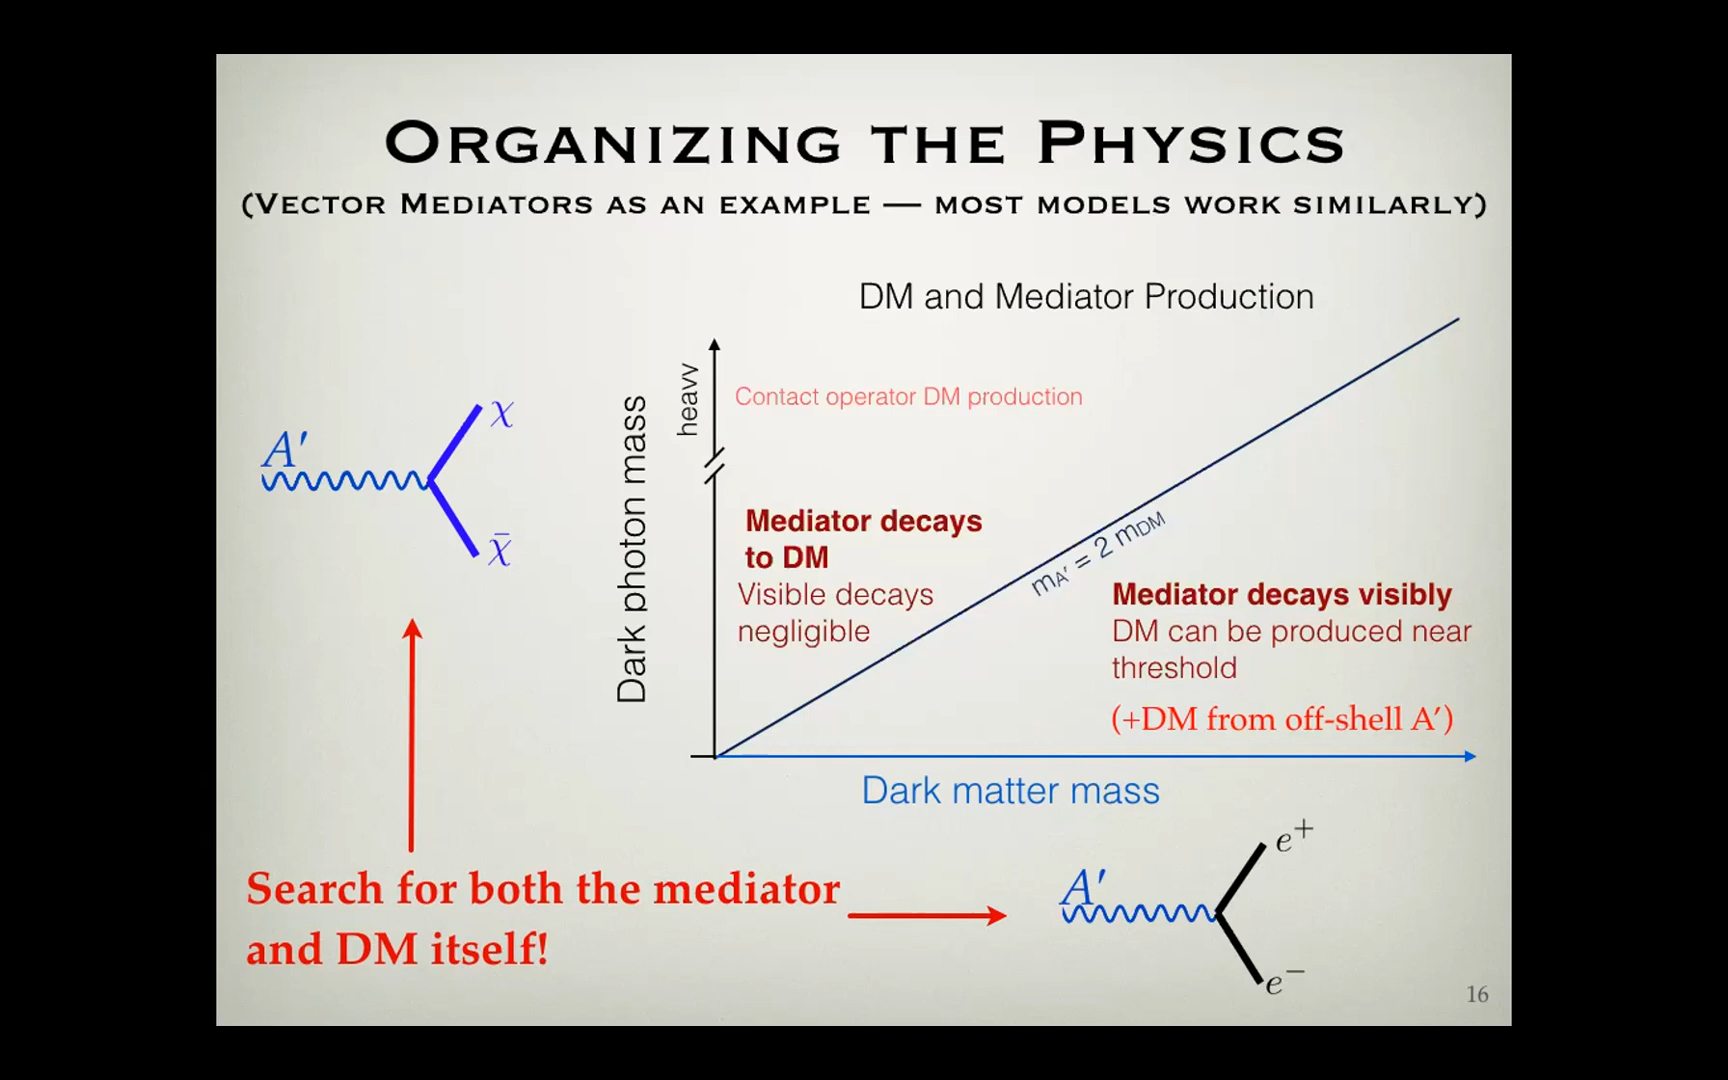 ORGANIZING THE PHYSICS
(VECTOR MEDIATORS AS AN EXAMPLE — MOST MODELS WORK SIMILARLY)
DM and Mediator Production
heavy
Contact operator DM production
Dark photon mass
A′
χ
χ̄
Mediator decays
to DM
Visible decays
negligible
mA′ = 2 mDM
Mediator decays visibly
DM can be produced near
threshold
(+DM from off-shell A′)
Dark matter mass
Search for both the mediator
and DM itself!
A′
e⁺
e⁻
16